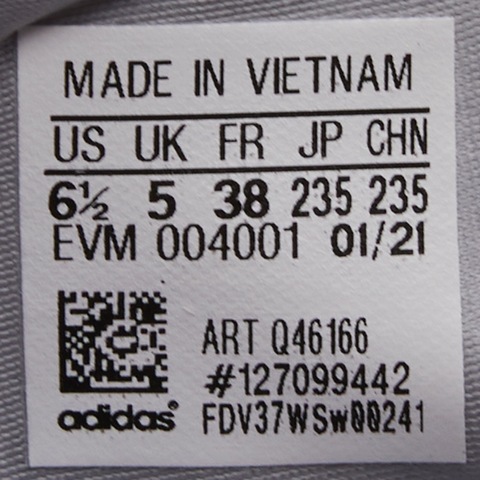 MADE IN VIETNAM
US UK FR JP CHN
6½ 5 38 235 235
EVM 004001 01/21
ART Q46166
#127099442
adidas®
FDV37WSw00241